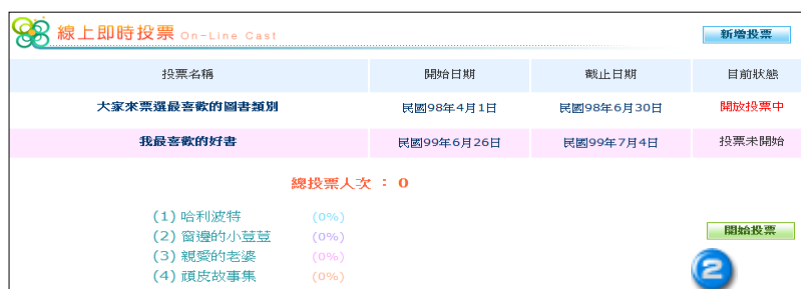 線上即時投票 On-Line Cast 新增投票
投票名稱 開始日期 截止日期 目前狀態
大家來票選最喜歡的圖書類別 民國98年4月1日 民國98年6月30日 開放投票中
我最喜歡的好書 民國99年6月26日 民國99年7月4日 投票未開始
總投票人次 : 0
(1) 哈利波特 (0%)
(2) 窗邊的小荳荳 (0%)
開始投票
(3) 親愛的老婆 (0%)
(4) 頑皮故事集 (0%)
2